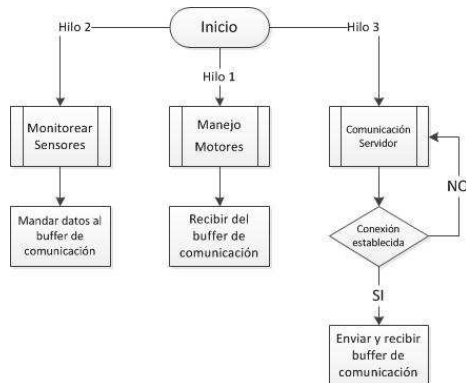 Hilo 2
Inicio
Hilo 3
Hilo 1
Monitorear
Sensores
Manejo
Motores
Comunicación
Servidor
NO
Mandar datos al
buffer de
comunicación
Recibir del
buffer de
comunicación
Conexión
establecida
SI
Enviar y recibir
buffer de
comunicación